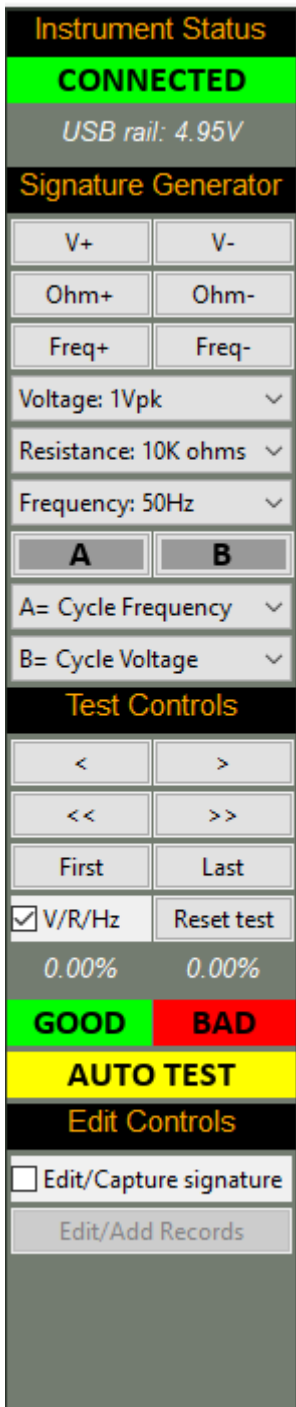 Instrument Status
CONNECTED
USB rail: 4.95V
Signature Generator
V+ V-
Ohm+ Ohm-
Freq+ Freq-
Voltage: 1Vpk
Resistance: 10K ohms
Frequency: 50Hz
A B
A= Cycle Frequency
B= Cycle Voltage
Test Controls
< >
<< >>
First Last
V/R/Hz Reset test
0.00% 0.00%
GOOD BAD
AUTO TEST
Edit Controls
Edit/Capture signature
Edit/Add Records